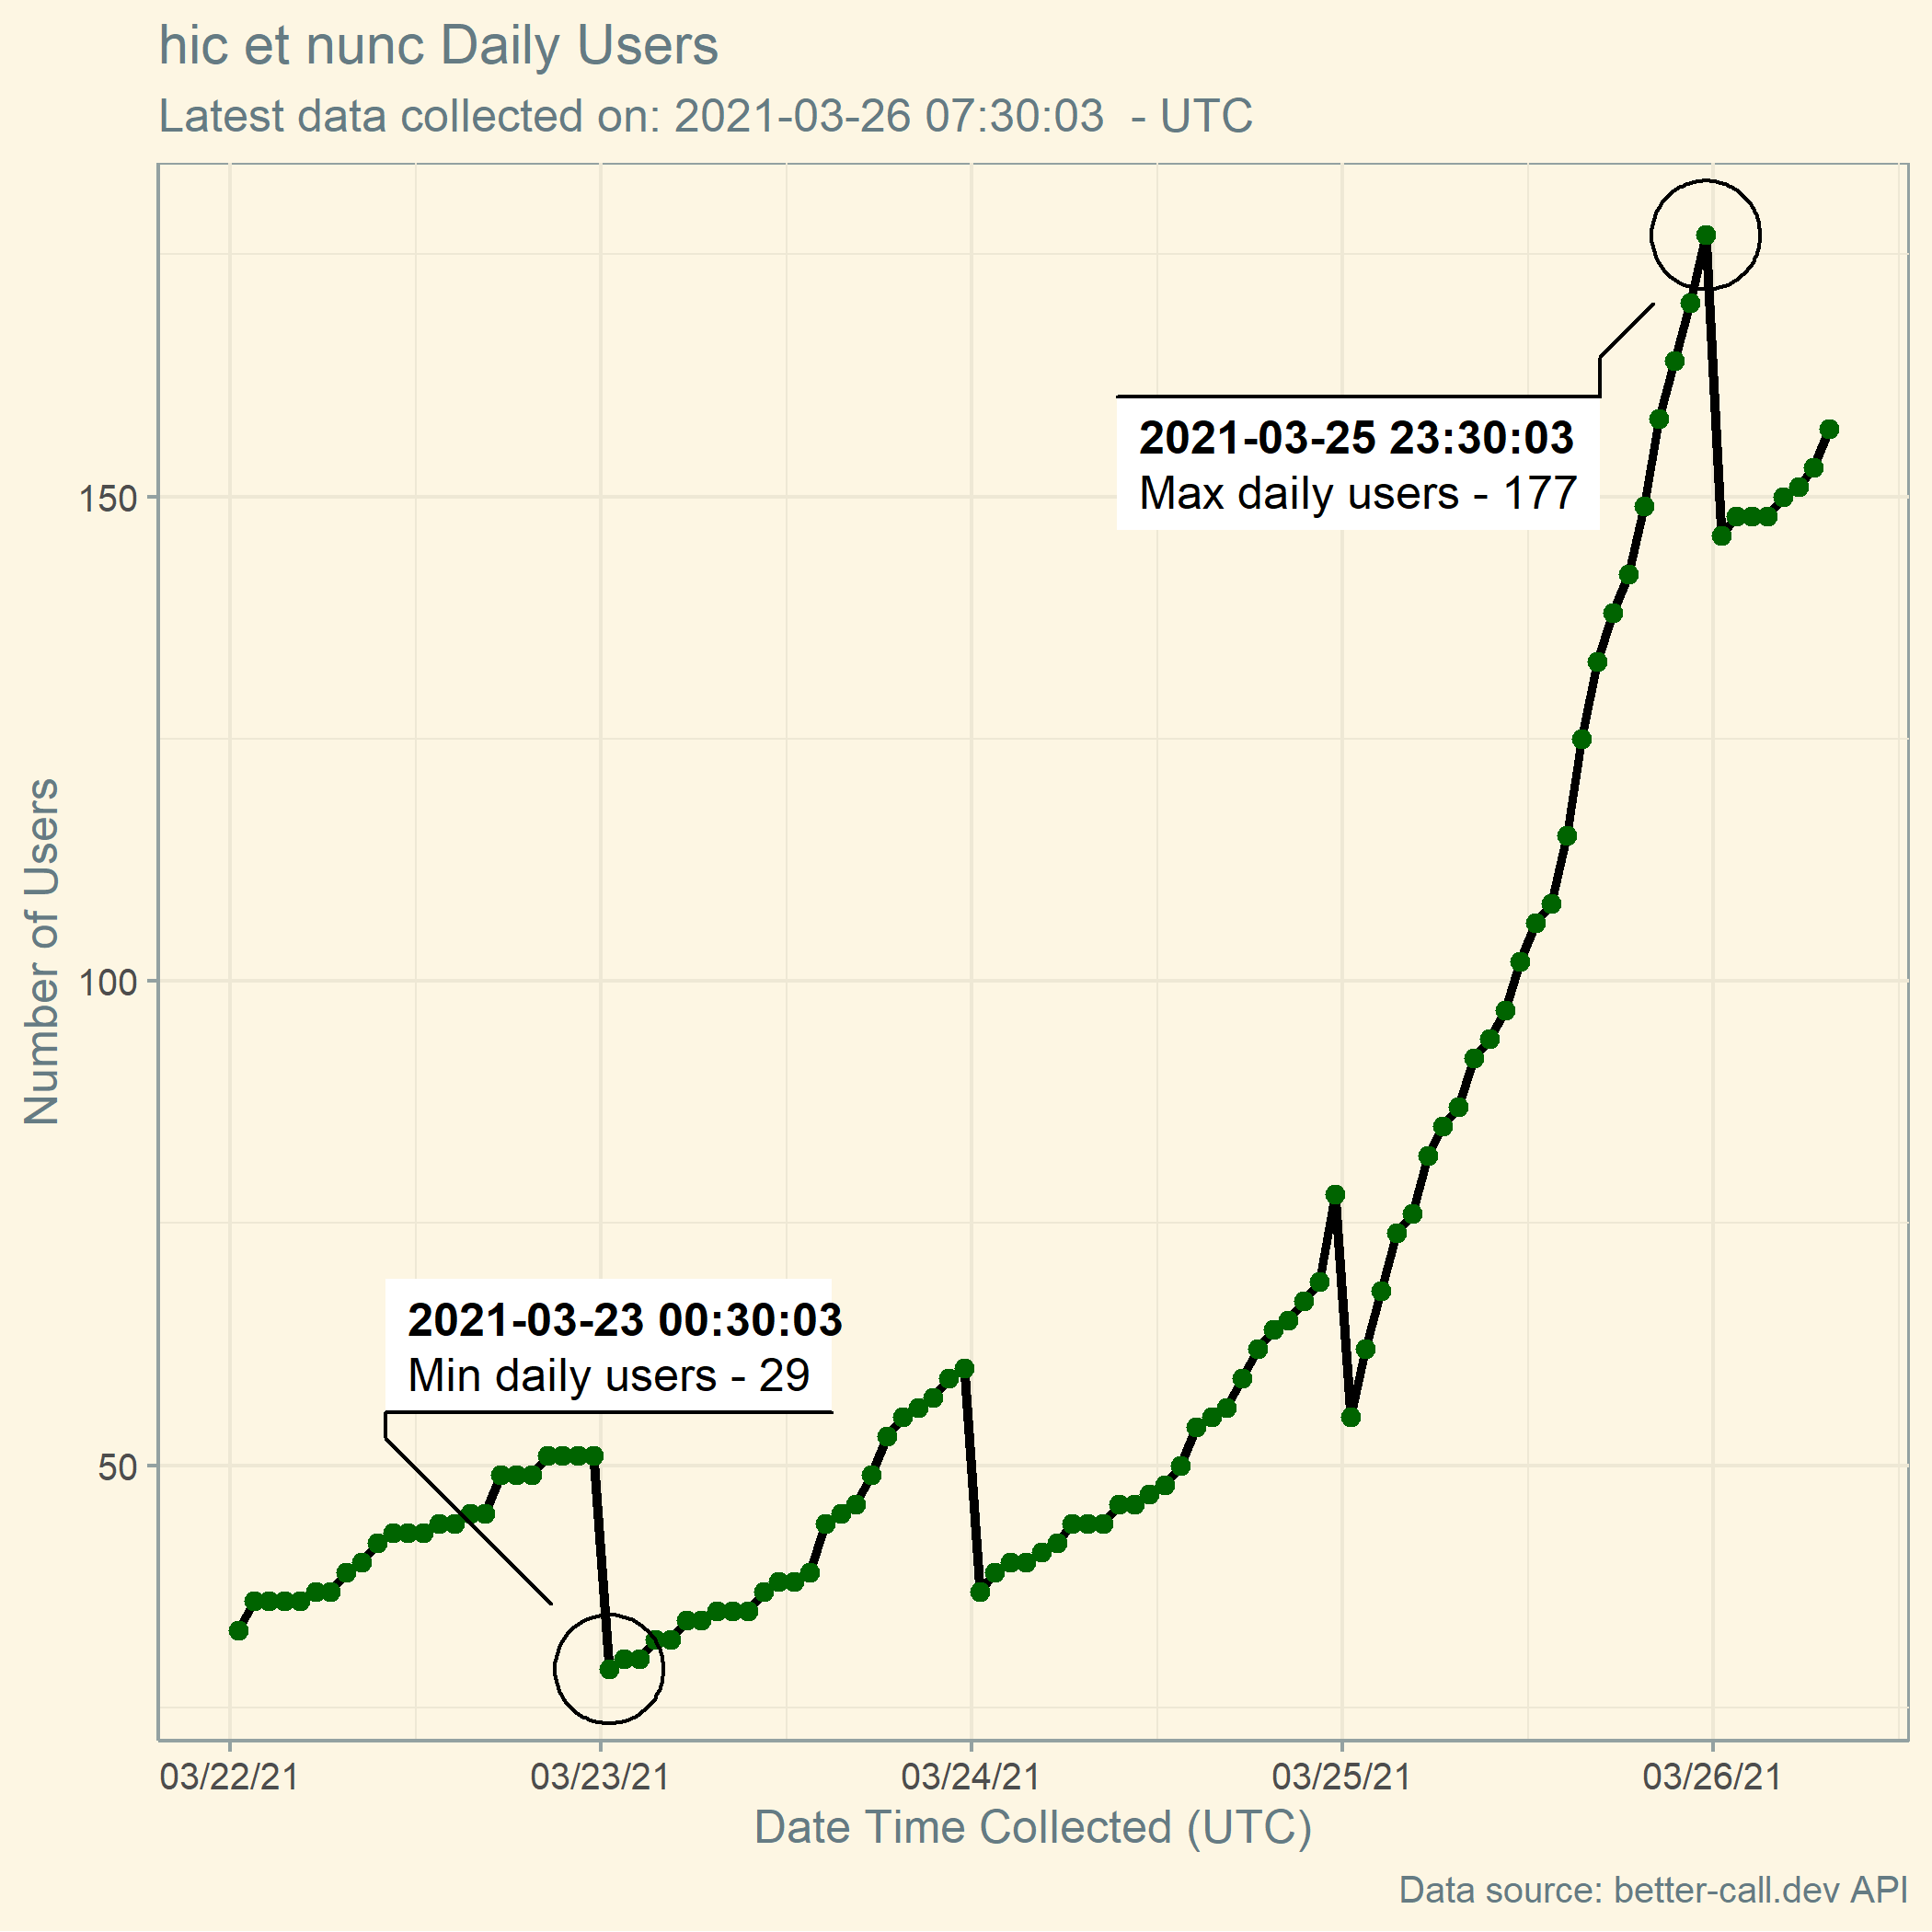 hic et nunc Daily Users
Latest data collected on: 2021-03-26 07:30:03  - UTC
2021-03-25 23:30:03
Max daily users - 177
150
100
50
Number of Users
2021-03-23 00:30:03
Min daily users - 29
03/22/21 03/23/21 03/24/21 03/25/21 03/26/21
Date Time Collected (UTC)
Data source: better-call.dev API